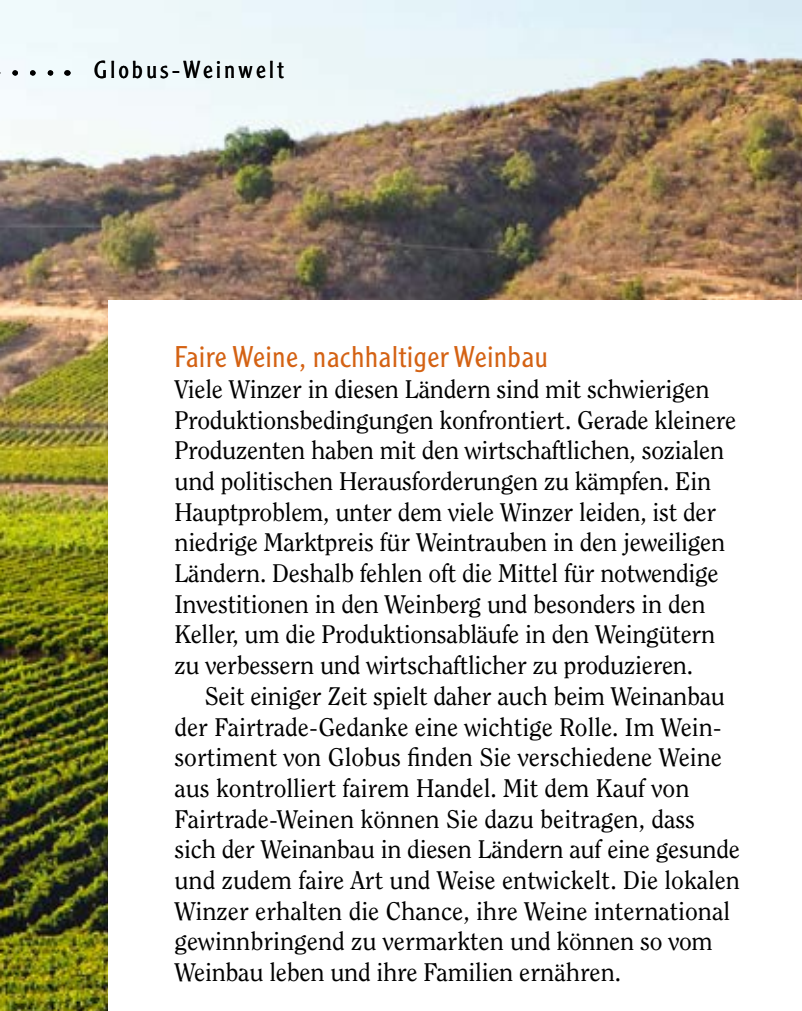 Globus-Weinwelt
Faire Weine, nachhaltiger Weinbau
Viele Winzer in diesen Ländern sind mit schwierigen
Produktionsbedingungen konfrontiert. Gerade kleinere
Produzenten haben mit den wirtschaftlichen, sozialen
und politischen Herausforderungen zu kämpfen. Ein
Hauptproblem, unter dem viele Winzer leiden, ist der
niedrige Marktpreis für Weintrauben in den jeweiligen
Ländern. Deshalb fehlen oft die Mittel für notwendige
Investitionen in den Weinberg und besonders in den
Keller, um die Produktionsabläufe in den Weingütern
zu verbessern und wirtschaftlicher zu produzieren.
Seit einiger Zeit spielt daher auch beim Weinanbau
der Fairtrade-Gedanke eine wichtige Rolle. Im Wein-
sortiment von Globus finden Sie verschiedene Weine
aus kontrolliert fairem Handel. Mit dem Kauf von
Fairtrade-Weinen können Sie dazu beitragen, dass
sich der Weinanbau in diesen Ländern auf eine gesunde
und zudem faire Art und Weise entwickelt. Die lokalen
Winzer erhalten die Chance, ihre Weine international
gewinnbringend zu vermarkten und können so vom
Weinbau leben und ihre Familien ernähren.